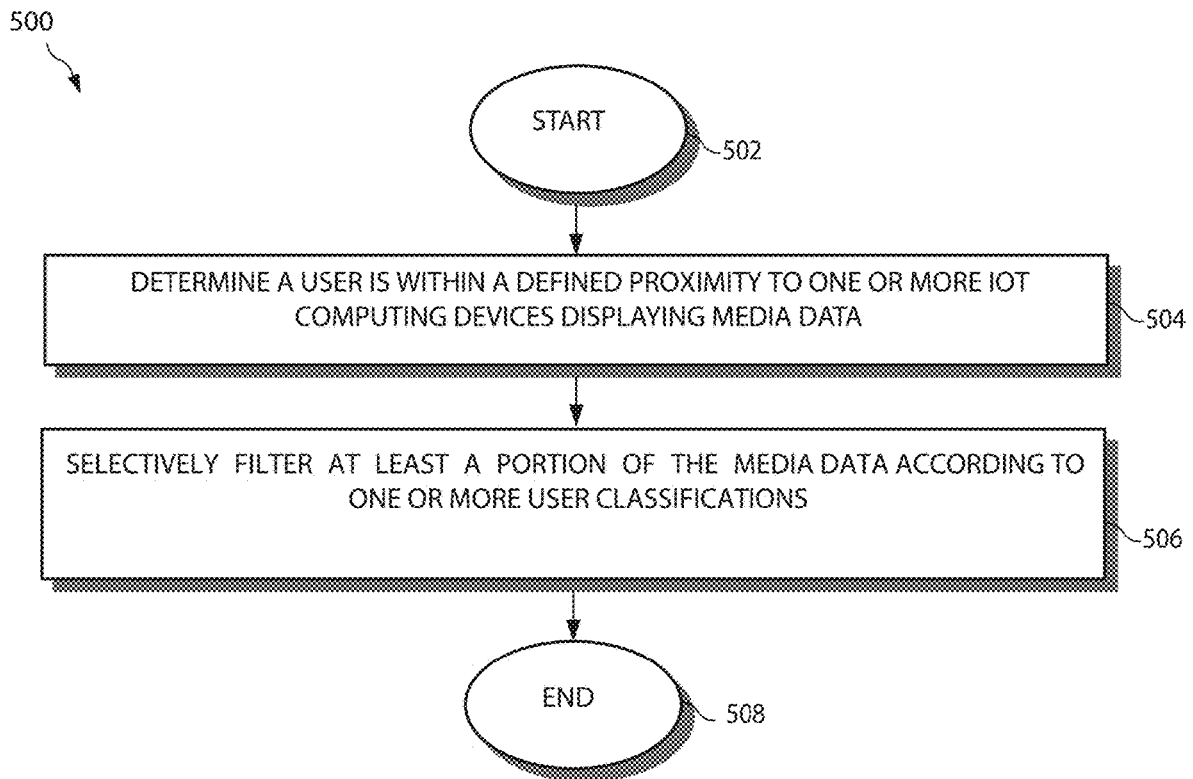 500
START
502
DETERMINE A USER IS WITHIN A DEFINED PROXIMITY TO ONE OR MORE IOT
COMPUTING DEVICES DISPLAYING MEDIA DATA
504
SELECTIVELY FILTER AT LEAST A PORTION OF THE MEDIA DATA ACCORDING TO
ONE OR MORE USER CLASSIFICATIONS
506
END
508